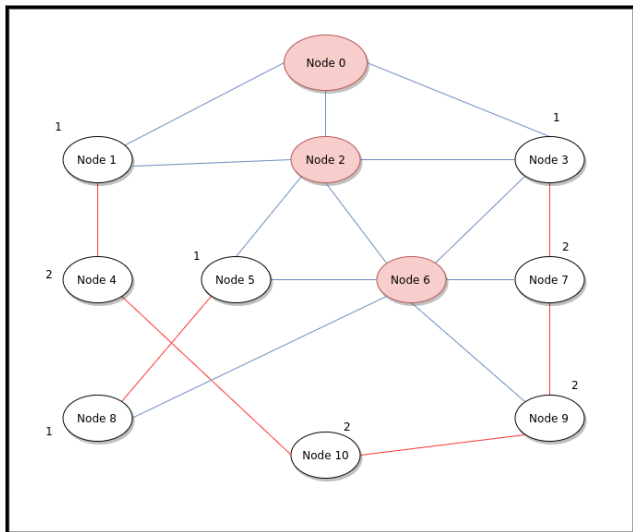 Node 0
1
1
Node 1
Node 2
Node 3
1
2
2
Node 4
Node 5
Node 6
Node 7
2
Node 8
Node 9
1
2
Node 10